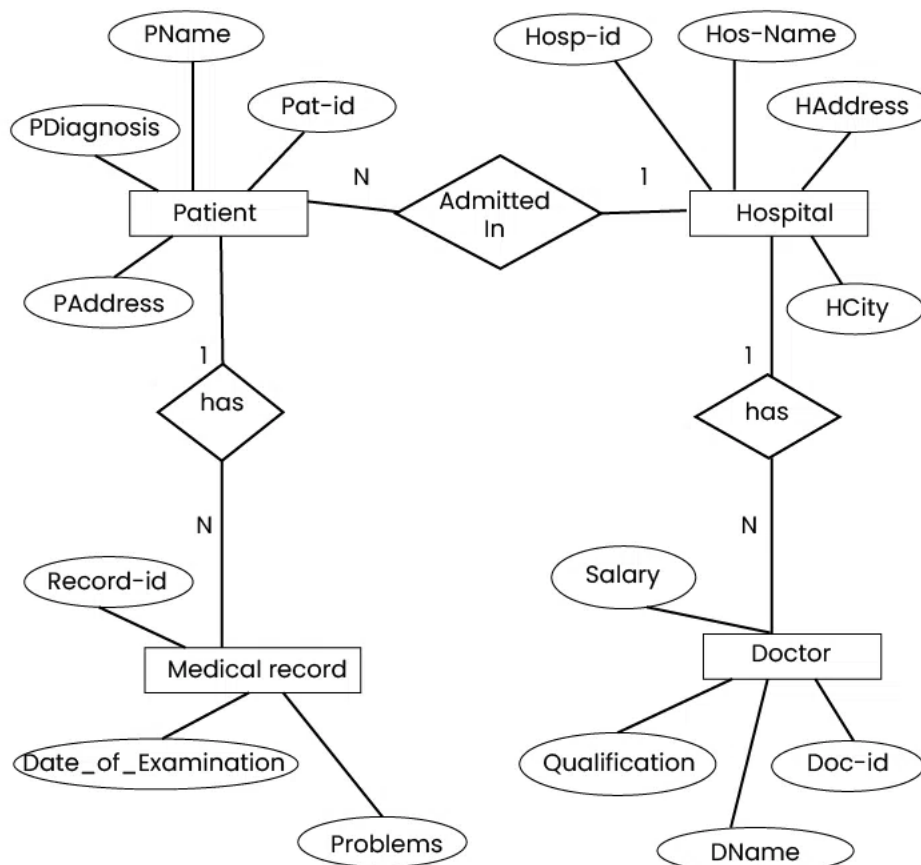 PName
Hosp-id
Hos-Name
PDiagnosis
Pat-id
HAddress
N
1
Patient
Admitted
In
Hospital
PAddress
HCity
1
1
has
has
N
N
Record-id
Salary
Medical record
Doctor
Date_of_Examination
Qualification
Doc-id
Problems
DName